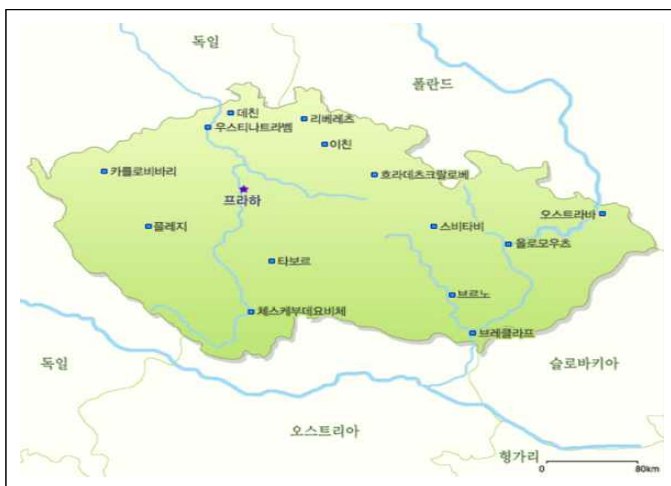 독일
폴란드
데친
리베레츠
우스티나트라벰
이친
카를로비바리
흐라데츠크랄로베
프라하
오스트라바
플레지
스비타비
올로모우츠
타보르
브르노
체스케부데요비체
브레클라프
독일
슬로바키아
오스트리아
헝가리
0 80km